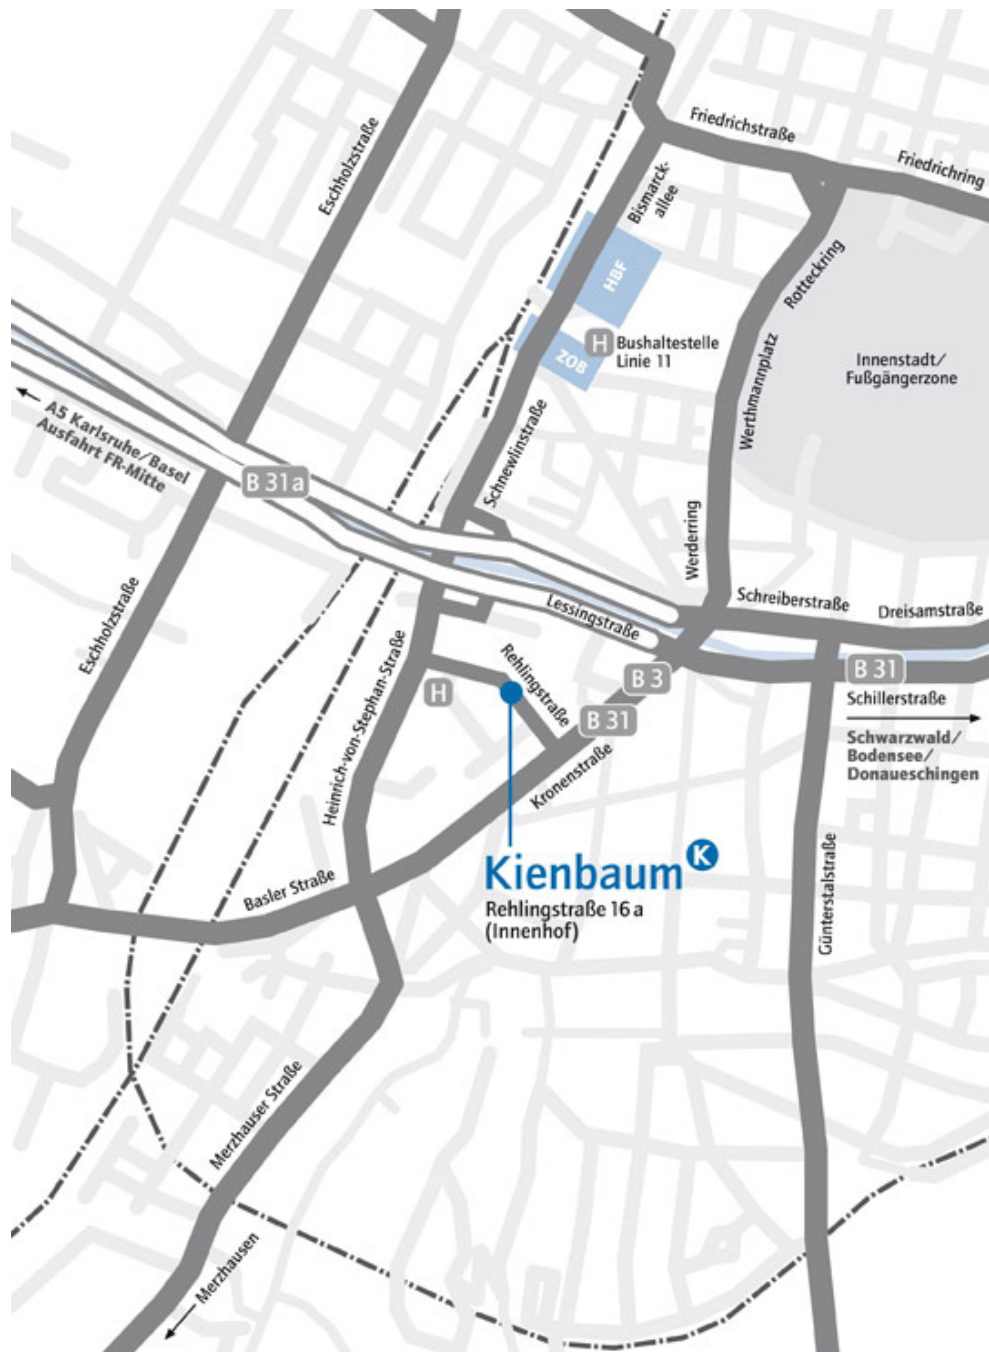 Friedrichstraße
Friedrichring
Eschholzstraße
Bismarck-
allee
Rotteckring
HBF
H
Bushaltestelle
Linie 11
ZOB
Innenstadt/
Fußgängerzone
Werthmannplatz
A5 Karlsruhe/Basel
Ausfahrt FR-Mitte
B 31a
Schnewlinstraße
Werderring
Eschholzstraße
Lessingstraße
Schreiberstraße
Dreisamstraße
Heinrich-von-Stephan-Straße
H
Rehlingstraße
B 3
B 31
B 31
Schillerstraße
Schwarzwald/
Bodensee/
Donaueschingen
Kronenstraße
Kienbaum K
Rehlingstraße 16 a
(Innenhof)
Basler Straße
Günterstalstraße
Merzhauser Straße
Merzhausen